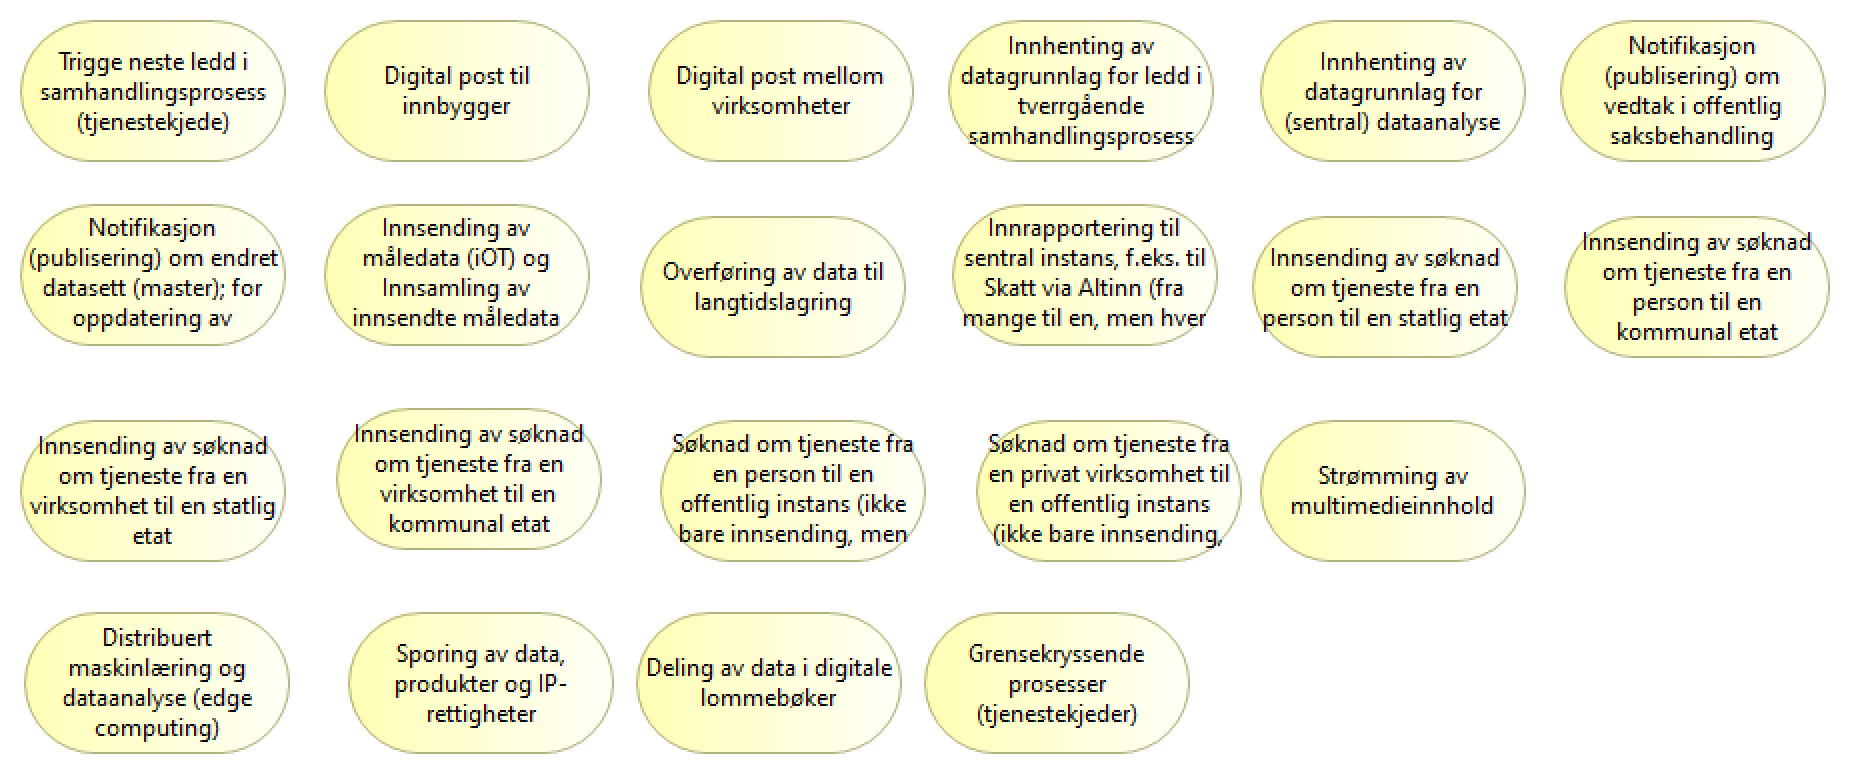 Trigge neste ledd i
samhandlingsprosess
(tjenestekjede)
Digital post til
innbygger
Digital post mellom
virksomheter
Innhenting av
datagrunnlag for ledd i
tverrgående
samhandlingsprosess
Innhenting av
datagrunnlag for
(sentral) dataanalyse
Notifikasjon
(publisering) om
vedtak i offentlig
saksbehandling
Notifikasjon
(publisering) om endret
datasett (master); for
oppdatering av
Innsending av
måledata (iOT) og
Innsamling av
innsendte måledata
Overføring av data til
langtidslagring
Innrapportering til
sentral instans, f.eks. til
Skatt via Altinn (fra
mange til en, men hver
Innsending av søknad
om tjeneste fra en
person til en statlig etat
Innsending av søknad
om tjeneste fra en
person til en
kommunal etat
Innsending av søknad
om tjeneste fra en
virksomhet til en statlig
etat
Innsending av søknad
om tjeneste fra en
virksomhet til en
kommunal etat
Søknad om tjeneste fra
en person til en
offentlig instans (ikke
bare innsending, men
Søknad om tjeneste fra
en privat virksomhet til
en offentlig instans
(ikke bare innsending,
Strømming av
multimedieinnhold
Distribuert
maskinlæring og
dataanalyse (edge
computing)
Sporing av data,
produkter og IP-
rettigheter
Deling av data i digitale
lommebøker
Grensekryssende
prosesser
(tjenestekjeder)